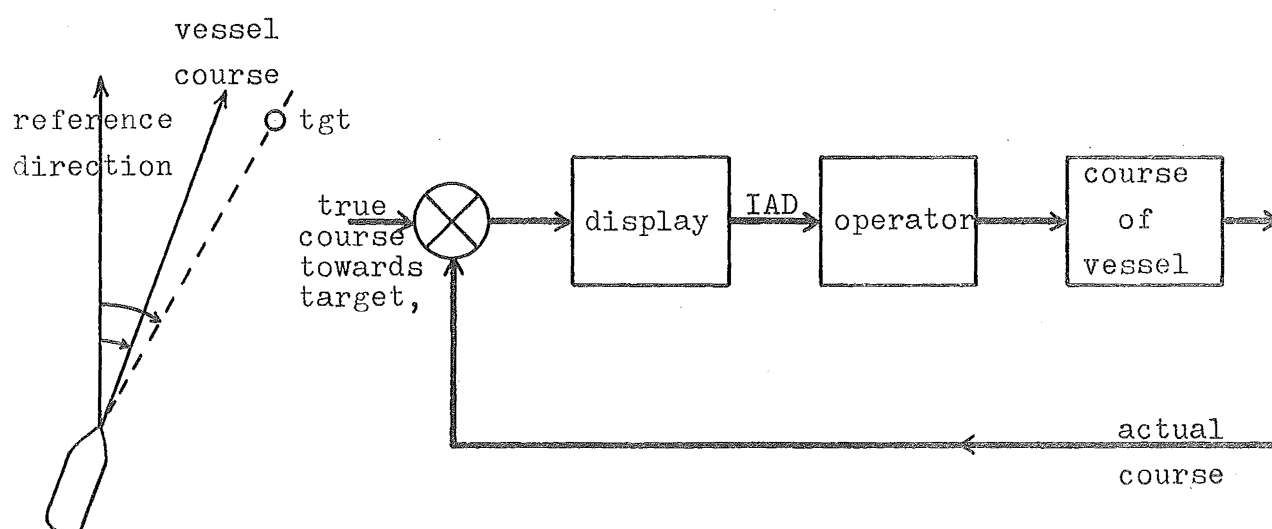 vessel
course
reference
direction
tgt
true
course
towards
target,
display
IAD
operator
course
of
vessel
actual
course